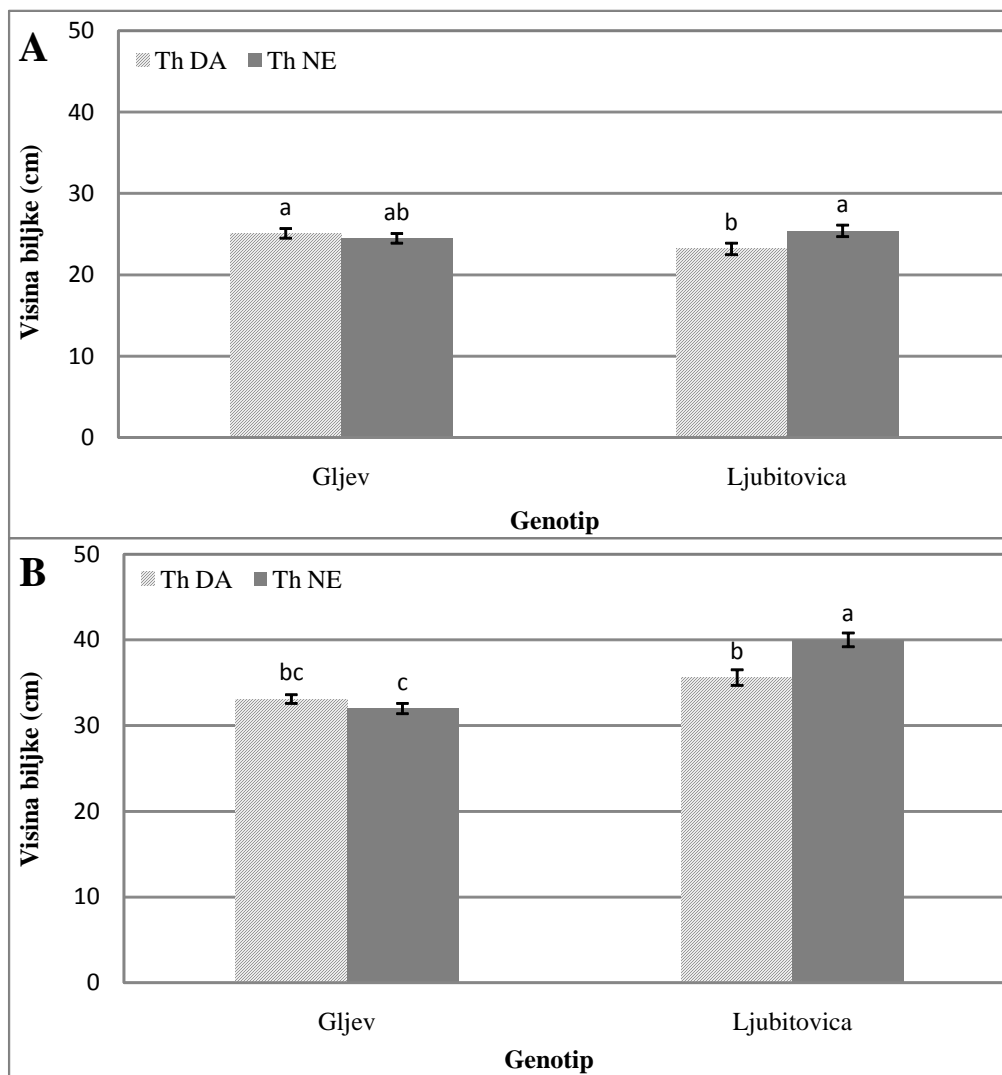 A
Th DA Th NE
Visina biljke (cm)
50
40
30
20
10
0
a ab b a
Gljev Ljubitovica
Genotip
B
Th DA Th NE
Visina biljke (cm)
50
40
30
20
10
0
bc c b a
Gljev Ljubitovica
Genotip